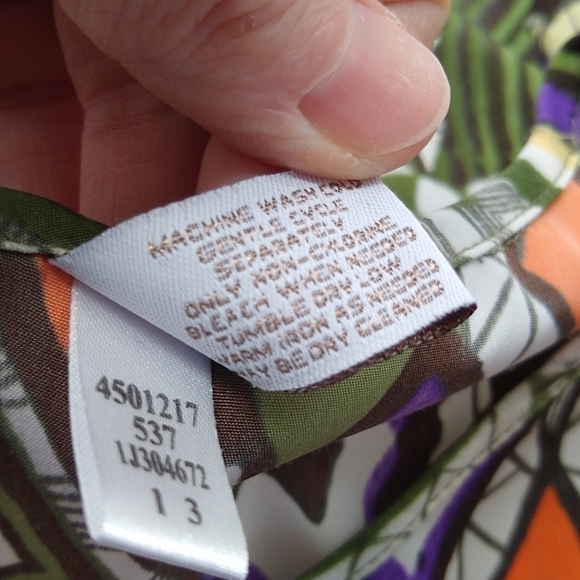 MACHINE WASH COLD
GENTLE CYCLE
SEPARATELY
ONLY NON-CHLORINE
BLEACH WHEN NEEDED
TUMBLE DRY LOW
WARM IRON AS NEEDED
MAY BE DRY CLEANED
4501217
537
1J304672
1 3